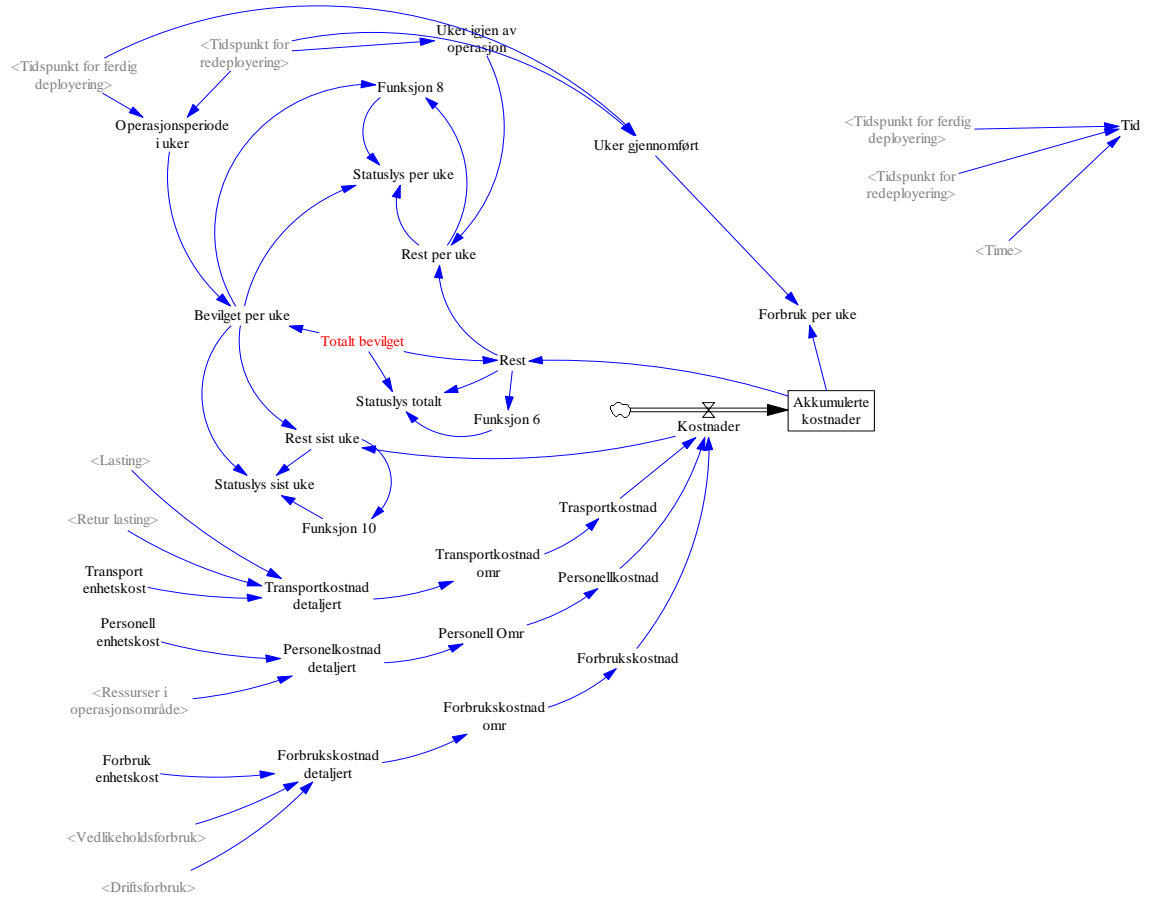 Uker igjen av
operasjon
<Tidspunkt for
redeployering>
<Tidspunkt for ferdig
deployering>
Funksjon 8
Operasjonsperiode
i uker
Uker gjennomført
<Tidspunkt for ferdig
deployering>
Tid
Statuslys per uke
<Tidspunkt for
redeployering>
Rest per uke
<Time>
Bevilget per uke
Forbruk per uke
Totalt bevilget
Rest
Statuslys totalt
Akkumulerte
kostnader
Funksjon 6
Kostnader
Rest sist uke
<Lasting>
Statuslys sist uke
Trasportkostnad
<Retur lasting>
Funksjon 10
Transportkostnad
omr
Transport
enhetskost
Personellkostnad
Transportkostnad
detaljert
Personell
enhetskost
Personell Omr
Personelkostnad
detaljert
Forbrukskostnad
<Ressurser i
operasjonsområde>
Forbrukskostnad
omr
Forbruk
enhetskost
Forbrukskostnad
detaljert
<Vedlikeholdsforbruk>
<Driftsforbruk>